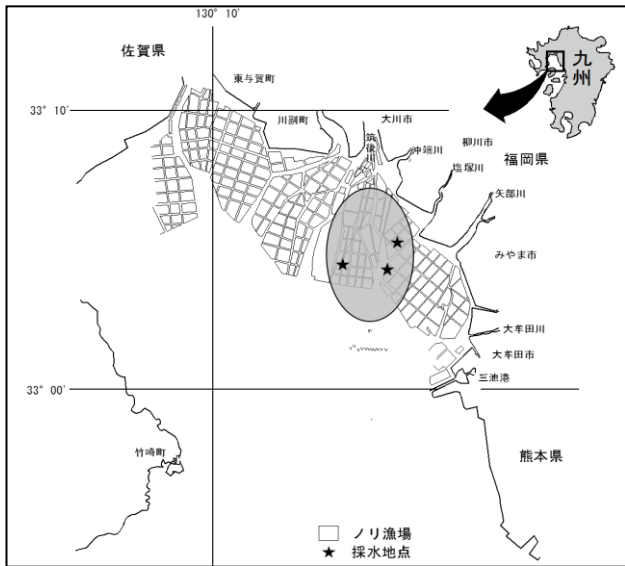 130° 10′
佐賀県
東与賀町
九州
33° 10′
川副町
大川市
筑後川
沖端川
柳川市
塩塚川
福岡県
矢部川
みやま市
大牟田川
大牟田市
33° 00′
三池港
竹崎町
熊本県
ノリ漁場
★ 採水地点